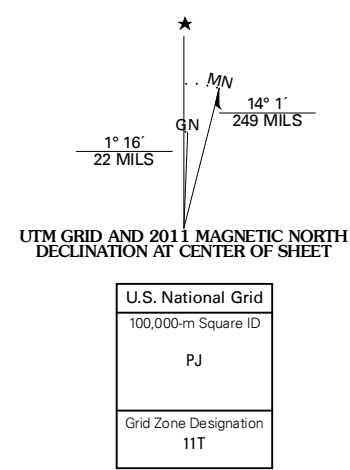 ★
MN
GN
14° 1´
249 MILS
1° 16´
22 MILS
UTM GRID AND 2011 MAGNETIC NORTH
DECLINATION AT CENTER OF SHEET
U.S. National Grid
100,000-m Square ID
PJ
Grid Zone Designation
11T